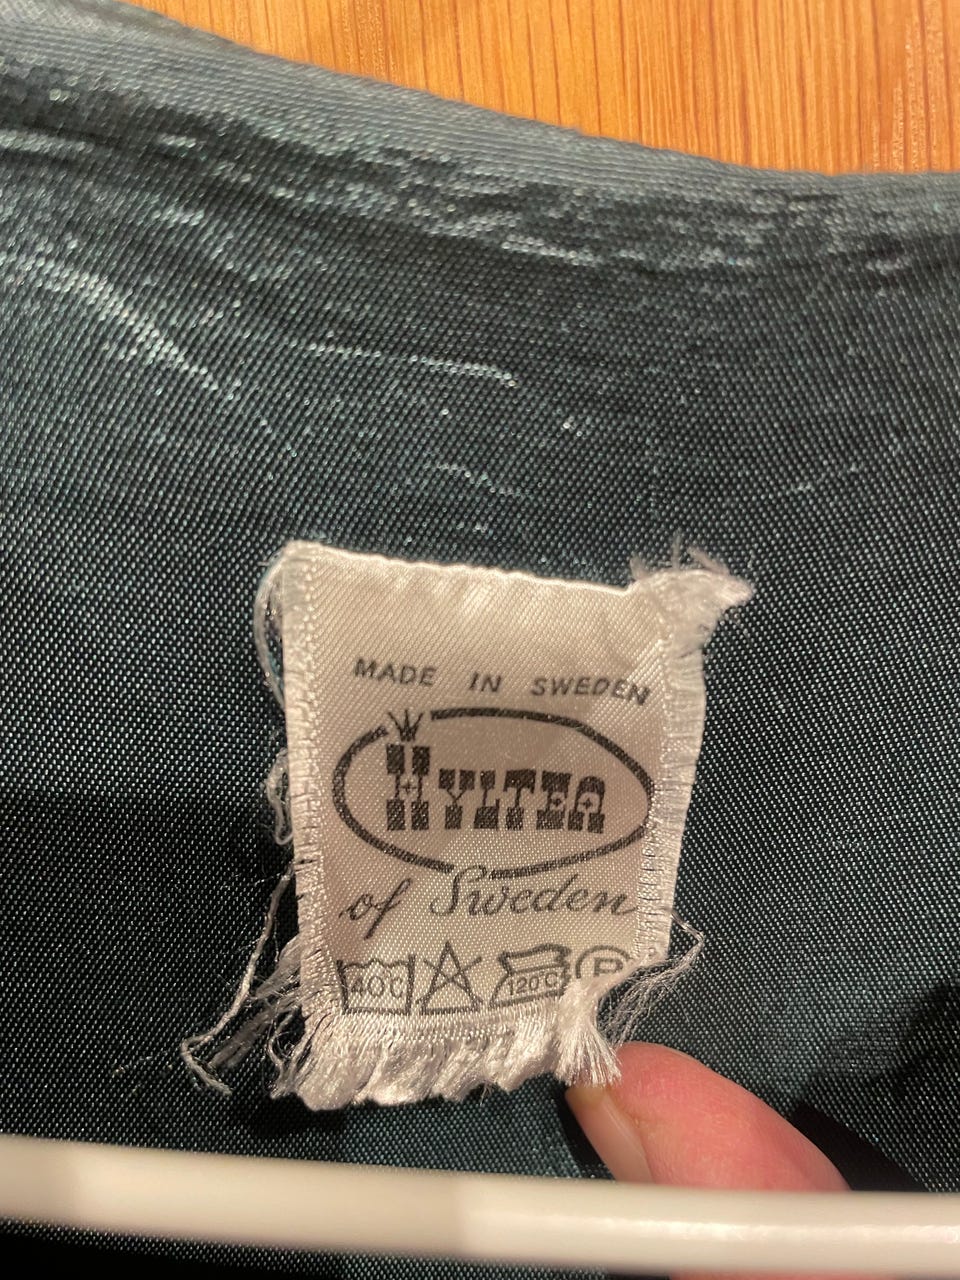 MADE IN SWEDEN
HYLTEA
of Sweden
40°C 120°C P